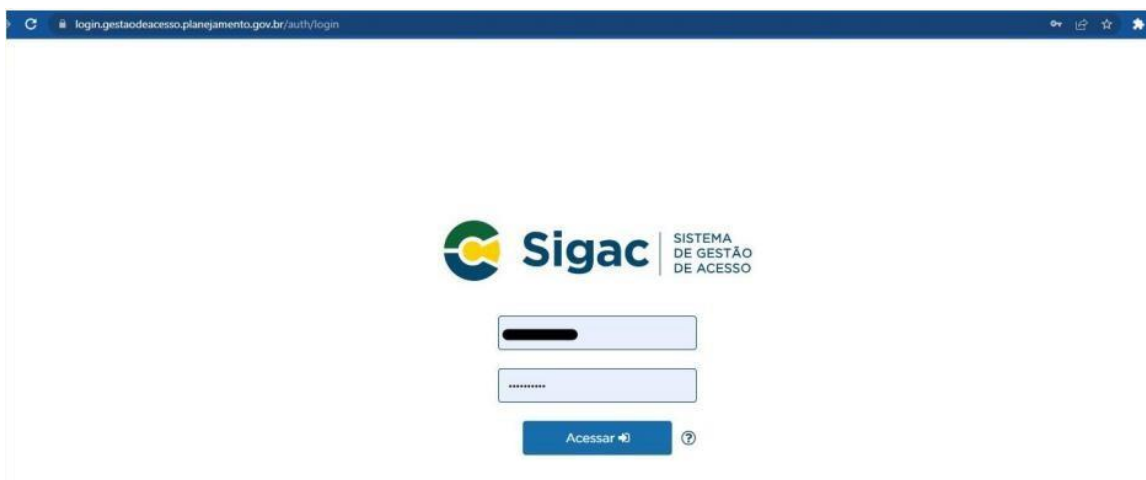 login.gestaodeacesso.planejamento.gov.br/auth/login
Sigac
SISTEMA
DE GESTÃO
DE ACESSO
••••••••••
Acessar
?